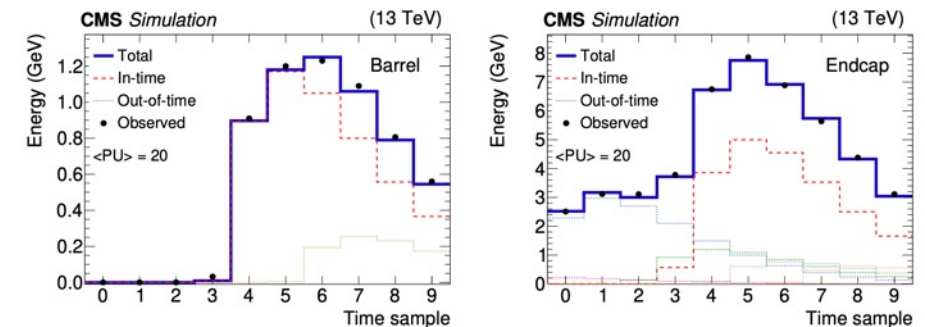 CMS Simulation (13 TeV)
Energy (GeV)
1.2
1.0
0.8
0.6
0.4
0.2
0.0
Total
In-time
Out-of-time
Observed
<PU> = 20
Barrel
0 1 2 3 4 5 6 7 8 9
Time sample
CMS Simulation (13 TeV)
Energy (GeV)
8
7
6
5
4
3
2
1
0
Total
In-time
Out-of-time
Observed
<PU> = 20
Endcap
0 1 2 3 4 5 6 7 8 9
Time sample